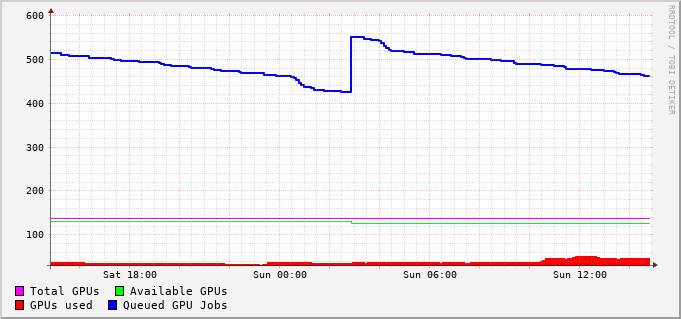 600
500
400
300
200
100
Sat 18:00 Sun 00:00 Sun 06:00 Sun 12:00
Total GPUs Available GPUs
GPUs used Queued GPU Jobs
RRDTOOL / TOBI OETIKER